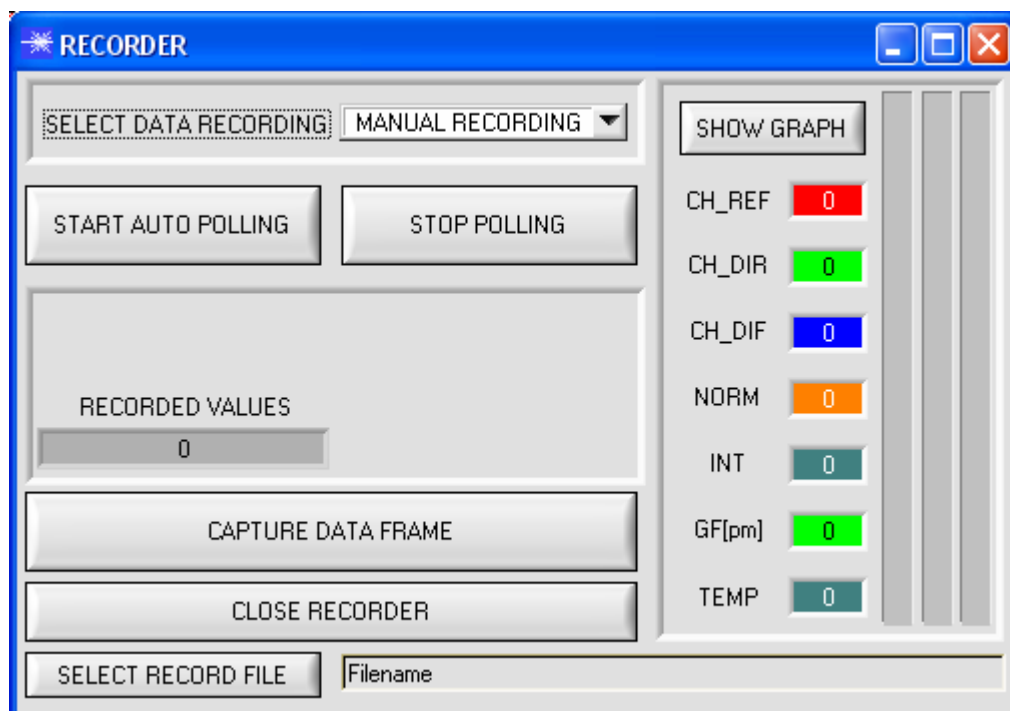 RECORDER
SELECT DATA RECORDING MANUAL RECORDING
START AUTO POLLING STOP POLLING
RECORDED VALUES
0
CAPTURE DATA FRAME
CLOSE RECORDER
SELECT RECORD FILE Filename
SHOW GRAPH
CH_REF 0
CH_DIR 0
CH_DIF 0
NORM 0
INT 0
GF[pm] 0
TEMP 0